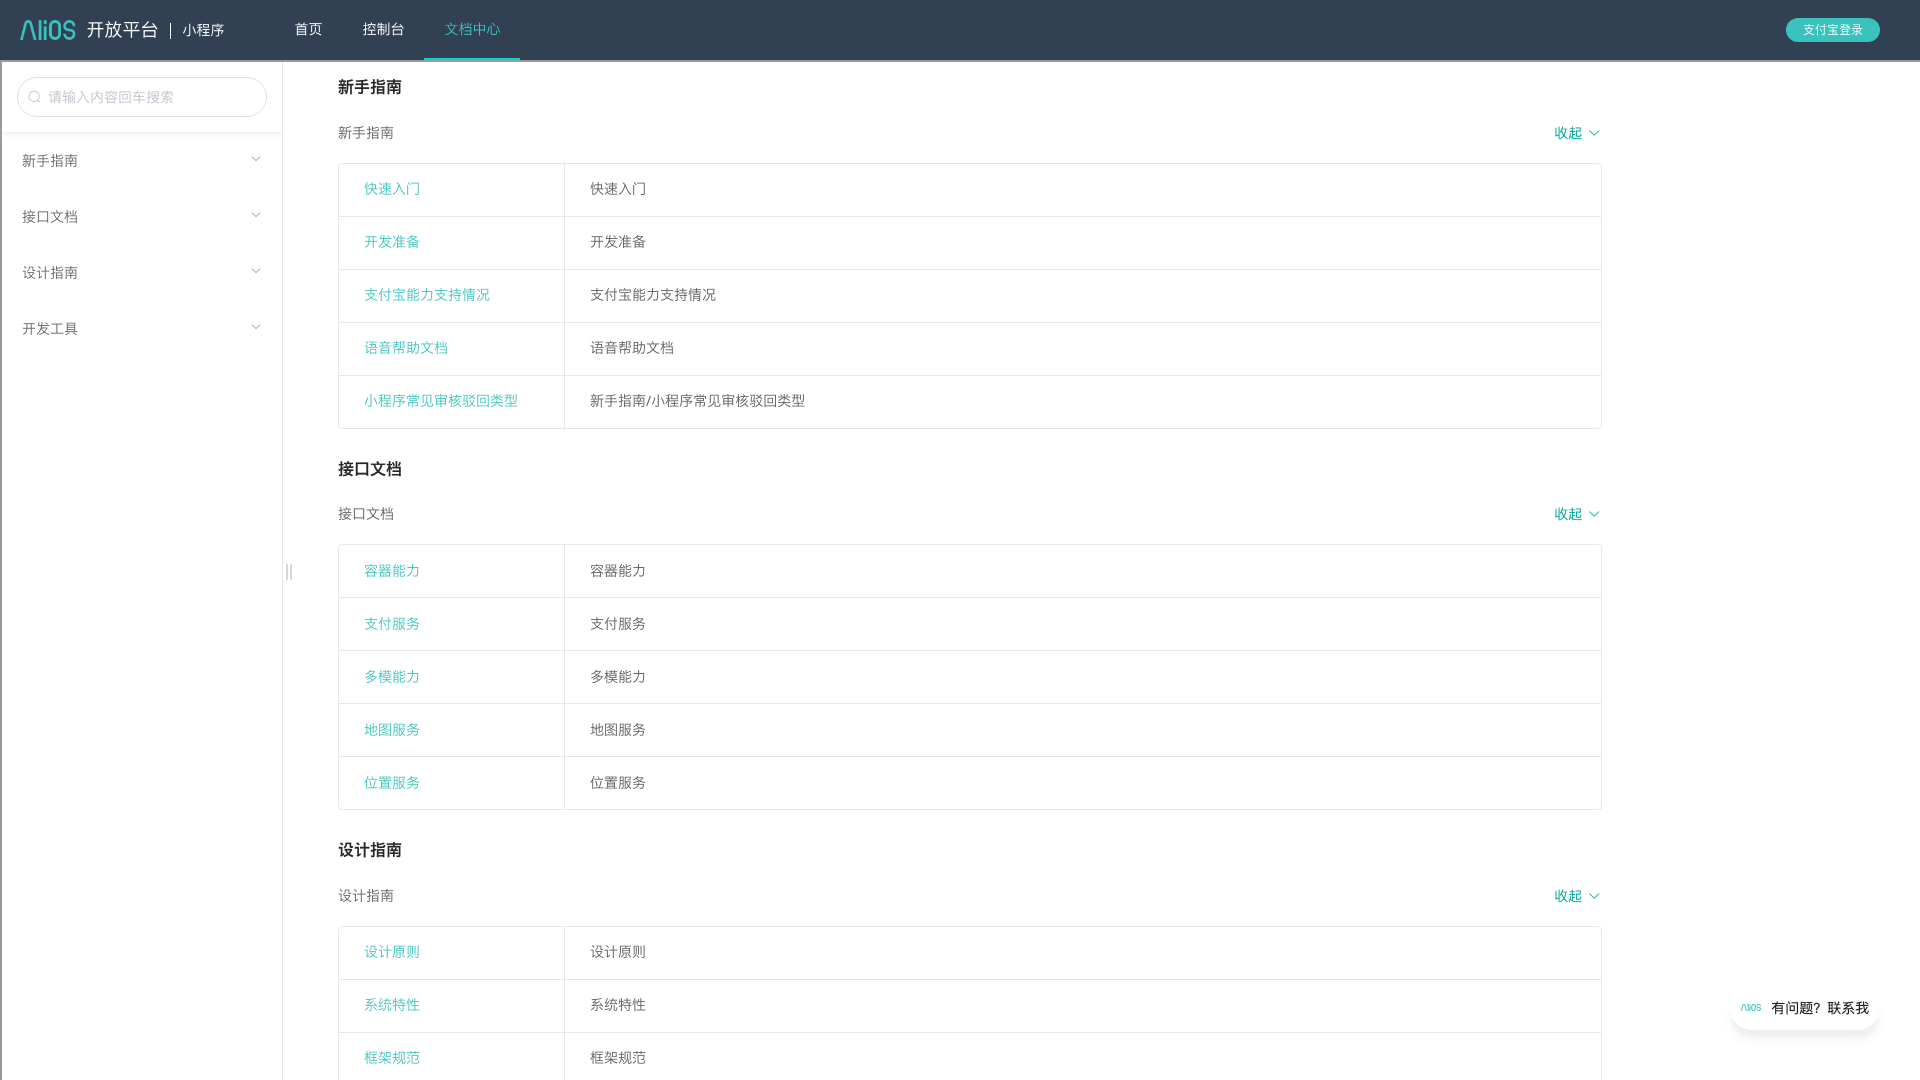 AliOS 开放平台 | 小程序 首页 控制台 文档中心 支付宝登录
请输入内容回车搜索
新手指南
接口文档
设计指南
开发工具
新手指南
新手指南 收起
快速入门 快速入门
开发准备 开发准备
支付宝能力支持情况 支付宝能力支持情况
语音帮助文档 语音帮助文档
小程序常见审核驳回类型 新手指南/小程序常见审核驳回类型
接口文档
接口文档 收起
容器能力 容器能力
支付服务 支付服务
多模能力 多模能力
地图服务 地图服务
位置服务 位置服务
设计指南
设计指南 收起
设计原则 设计原则
系统特性 系统特性
框架规范 框架规范
AliOS 有问题？联系我